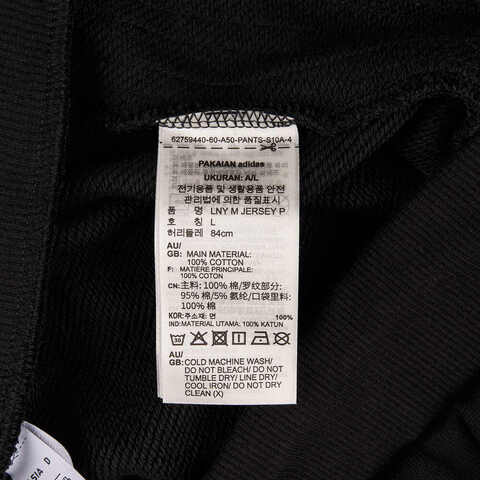 62759440-60-A50-PANTS-S10A-4
PAKAIAN adidas
UKURAN: A/L
전기용품 및 생활용품 안전
관리법에 의한 품질표시
품 명 LNY M JERSEY P
호 칭 L
허리둘레 84cm
AU/
GB: MAIN MATERIAL:
100% COTTON
F: MATIERE PRINCIPALE:
100% COTON
CN: 主料: 100% 棉/罗纹部分:
95% 棉/5% 氨纶/口袋里料:
100% 棉
KOR: 주소재: 면 100%
IND: MATERIAL UTAMA: 100% KATUN
30
AU/
GB: COLD MACHINE WASH/
DO NOT BLEACH/ DO NOT
TUMBLE DRY/ LINE DRY/
COOL IRON/ DO NOT DRY
CLEAN (X)